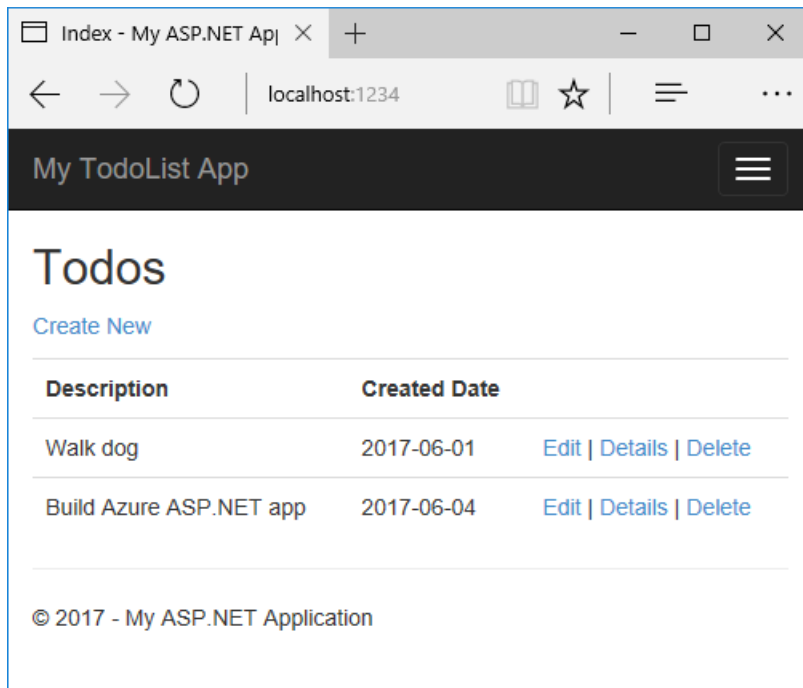 Index - My ASP.NET Ap
localhost:1234
My TodoList App
Todos
Create New
Description Created Date
Walk dog 2017-06-01 Edit | Details | Delete
Build Azure ASP.NET app 2017-06-04 Edit | Details | Delete
© 2017 - My ASP.NET Application